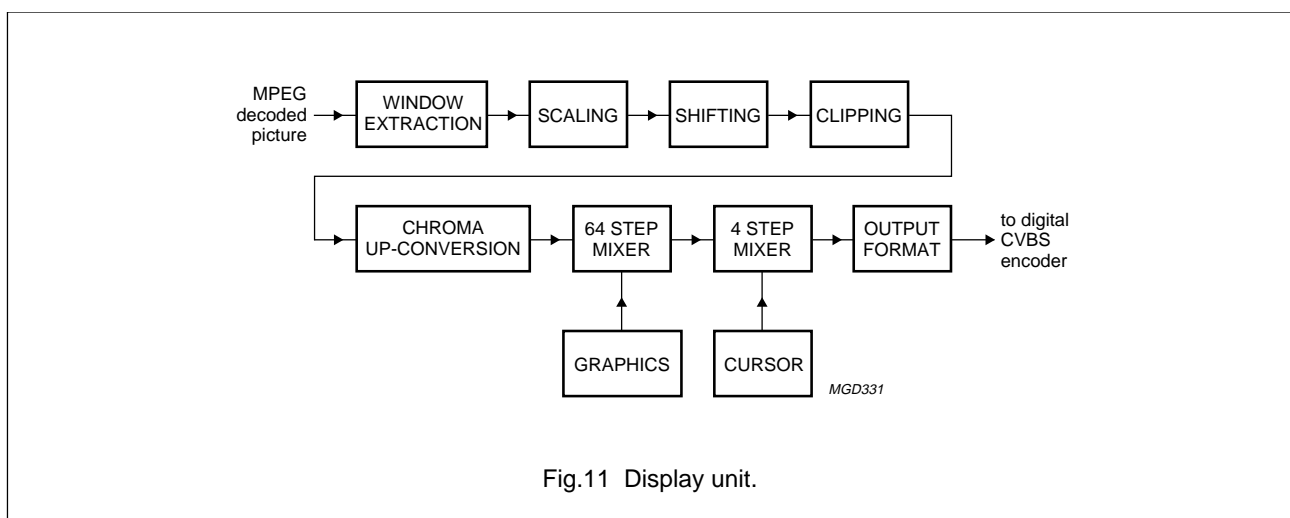 MPEG
decoded
picture
WINDOW
EXTRACTION
SCALING
SHIFTING
CLIPPING
CHROMA
UP-CONVERSION
64 STEP
MIXER
4 STEP
MIXER
OUTPUT
FORMAT
to digital
CVBS
encoder
GRAPHICS
CURSOR
MGD331
Fig.11 Display unit.